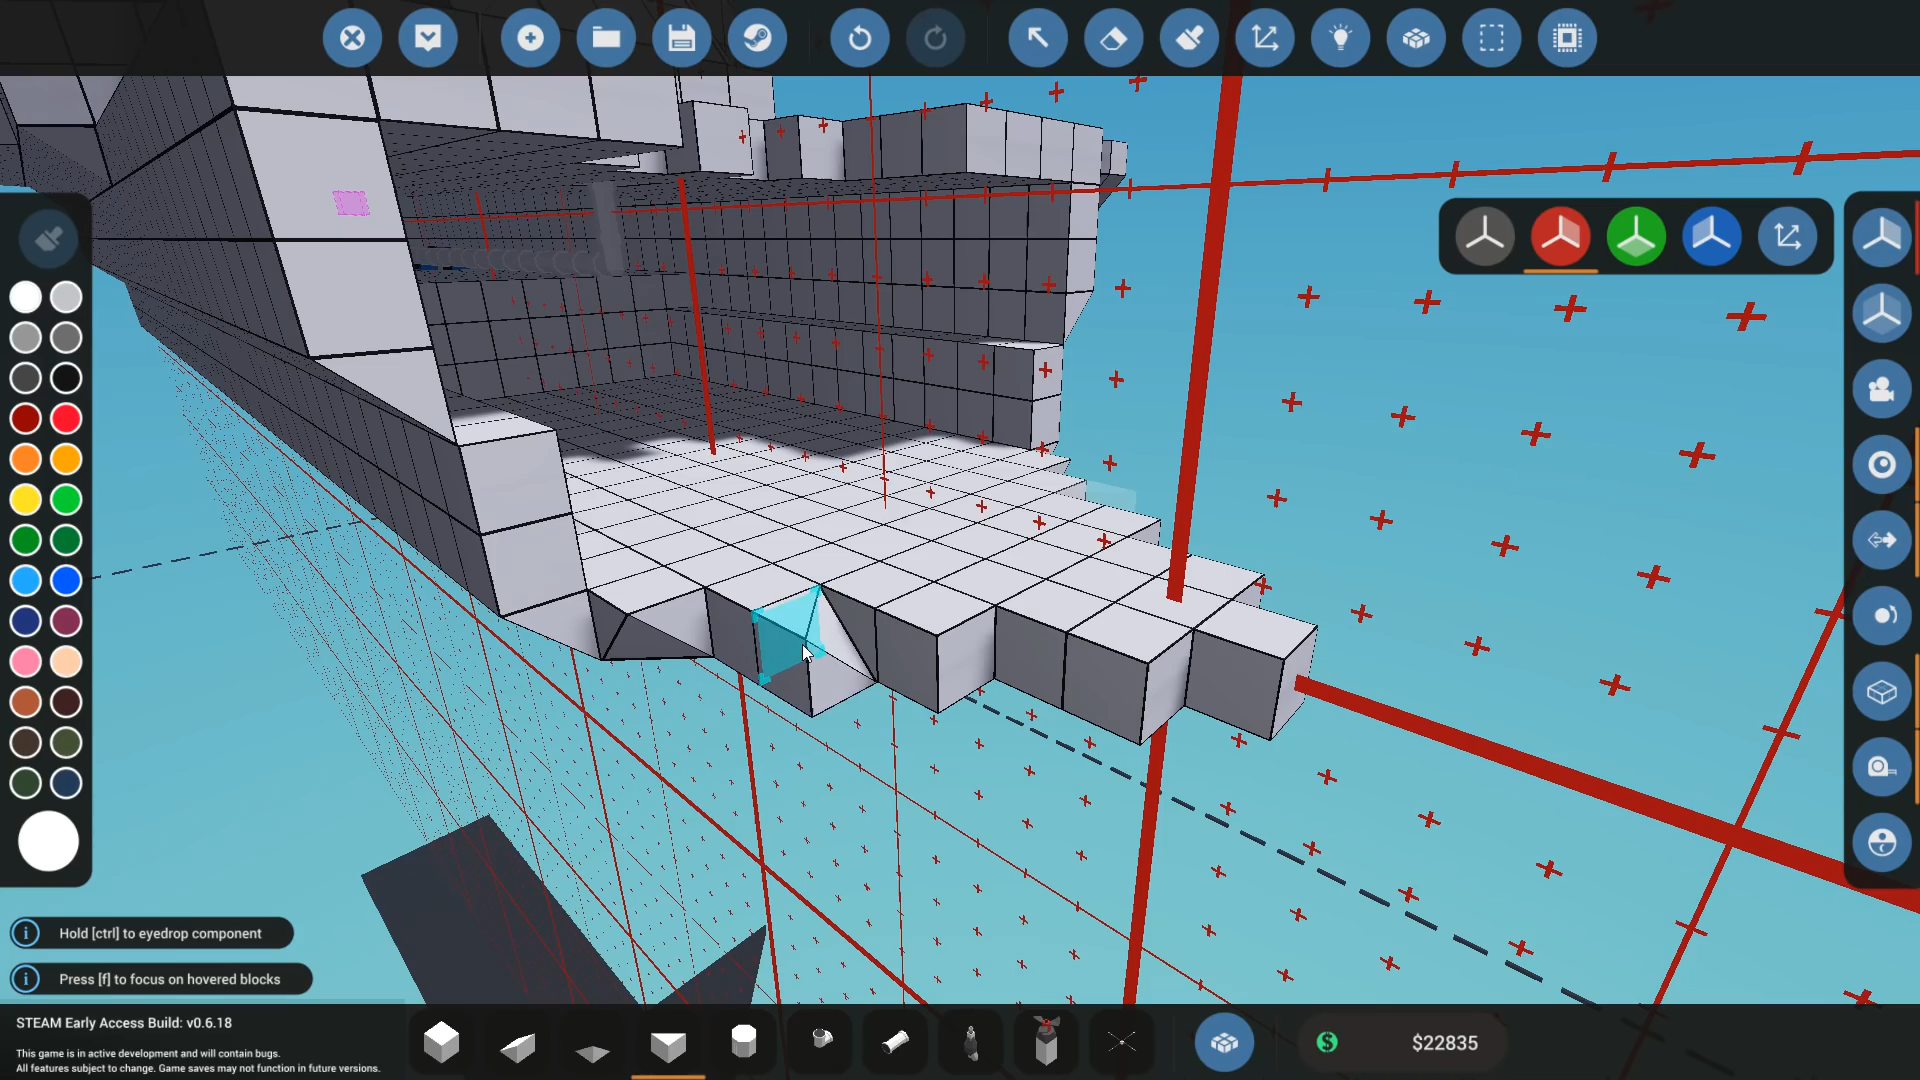 Hold [ctrl] to eyedrop component
Press [f] to focus on hovered blocks
STEAM Early Access Build: v0.6.18
This game is in active development and will contain bugs.
All features subject to change. Game saves may not function in future versions.
$22835